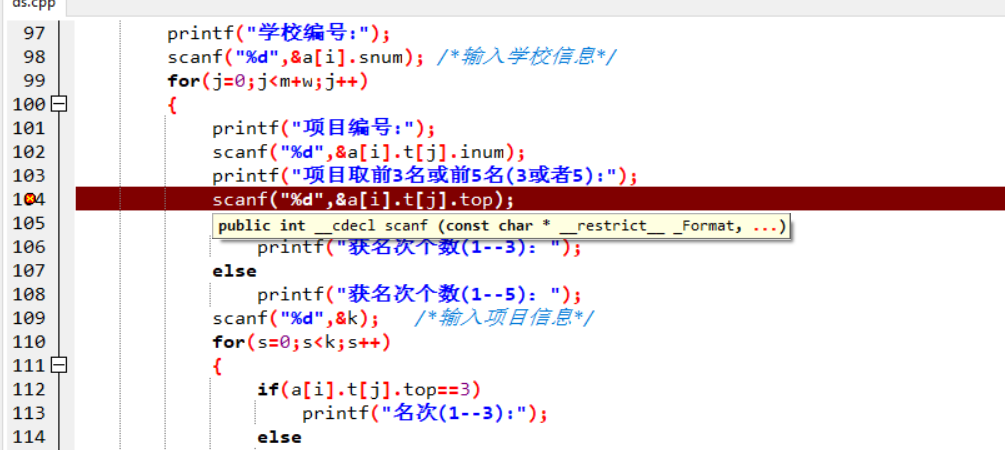 ds.cpp
97 printf("学校编号:");
98 scanf("%d",&a[i].snum); /*输入学校信息*/
99 for(j=0;j<m+w;j++)
100 {
101 printf("项目编号:");
102 scanf("%d",&a[i].t[j].inum);
103 printf("项目取前3名或前5名(3或者5):");
104 scanf("%d",&a[i].t[j].top);
105 public int __cdecl scanf (const char * __restrict__ _Format, ...)
106 printf("获名次个数(1--3): ");
107 else
108 printf("获名次个数(1--5): ");
109 scanf("%d",&k); /*输入项目信息*/
110 for(s=0;s<k;s++)
111 {
112 if(a[i].t[j].top==3)
113 printf("名次(1--3):");
114 else